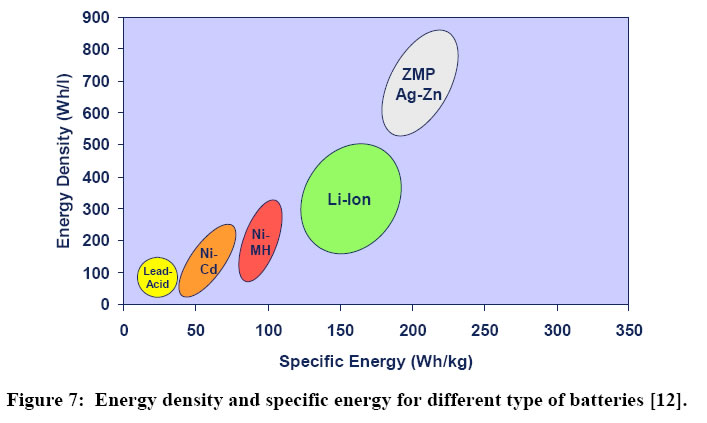 900
800
700
600
500
400
300
200
100
0
Energy Density (Wh/l)
ZMP
Ag-Zn
Li-Ion
Ni-
MH
Ni-
Cd
Lead-
Acid
0 50 100 150 200 250 300 350
Specific Energy (Wh/kg)
Figure 7: Energy density and specific energy for different type of batteries [12].